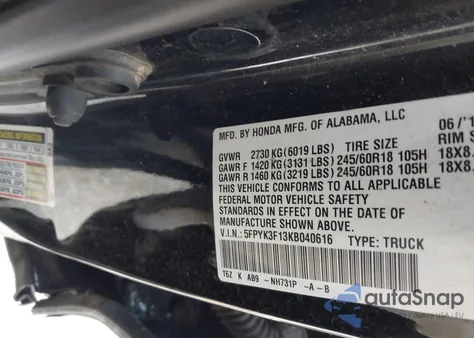 MFD. BY HONDA MFG. OF ALABAMA, LLC 06/'1
GVWR 2730 KG (6019 LBS) TIRE SIZE RIM S
GAWR F 1420 KG (3131 LBS) 245/60R18 105H 18X8.
GAWR R 1460 KG (3219 LBS) 245/60R18 105H 18X8.
THIS VEHICLE CONFORMS TO ALL APPLICABLE
FEDERAL MOTOR VEHICLE SAFETY
STANDARDS IN EFFECT ON THE DATE OF
MANUFACTURE SHOWN ABOVE.
V.I.N.: 5FPYK3F13KB040616 TYPE: TRUCK
T6Z K AB9 -NH731P -A-B
autoSnap